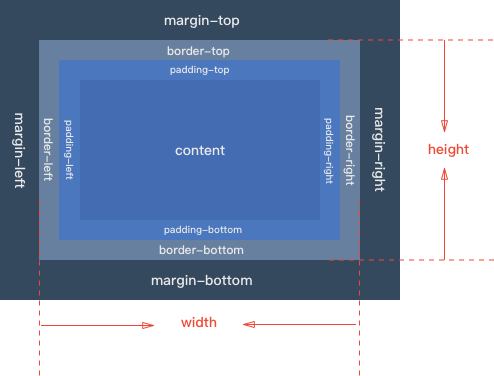 margin-top
border-top
padding-top
margin-left
border-left
padding-left
content
padding-right
border-right
margin-right
height
padding-bottom
border-bottom
margin-bottom
width